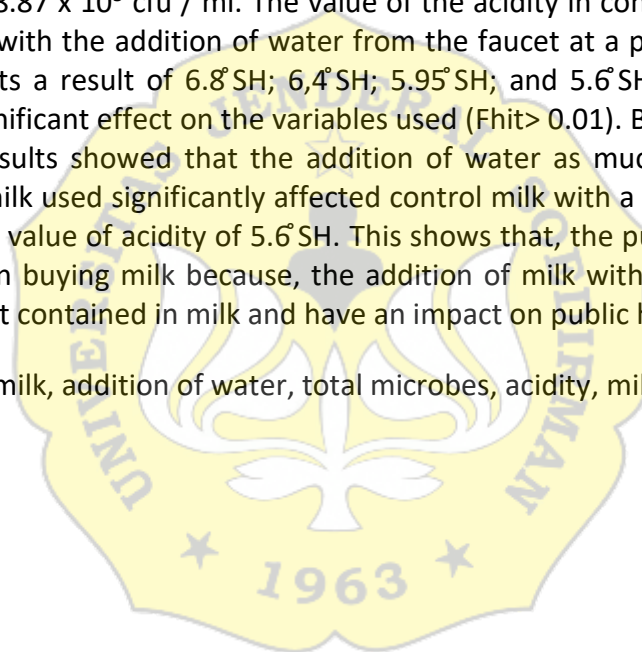 3.87 x 10⁵ cfu / ml. The value of the acidity in con
with the addition of water from the faucet at a p
ts a result of 6.8 ̊SH; 6,4 ̊SH; 5.95 ̊SH; and 5.6 ̊SH
nificant effect on the variables used (Fhit> 0.01). B
esults showed that the addition of water as muc
ilk used significantly affected control milk with a
value of acidity of 5.6 ̊SH. This shows that, the pu
n buying milk because, the addition of milk with
t contained in milk and have an impact on public h
milk, addition of water, total microbes, acidity, mil
UNIVERSITAS JENDERAL SOEDIRMAN
1963